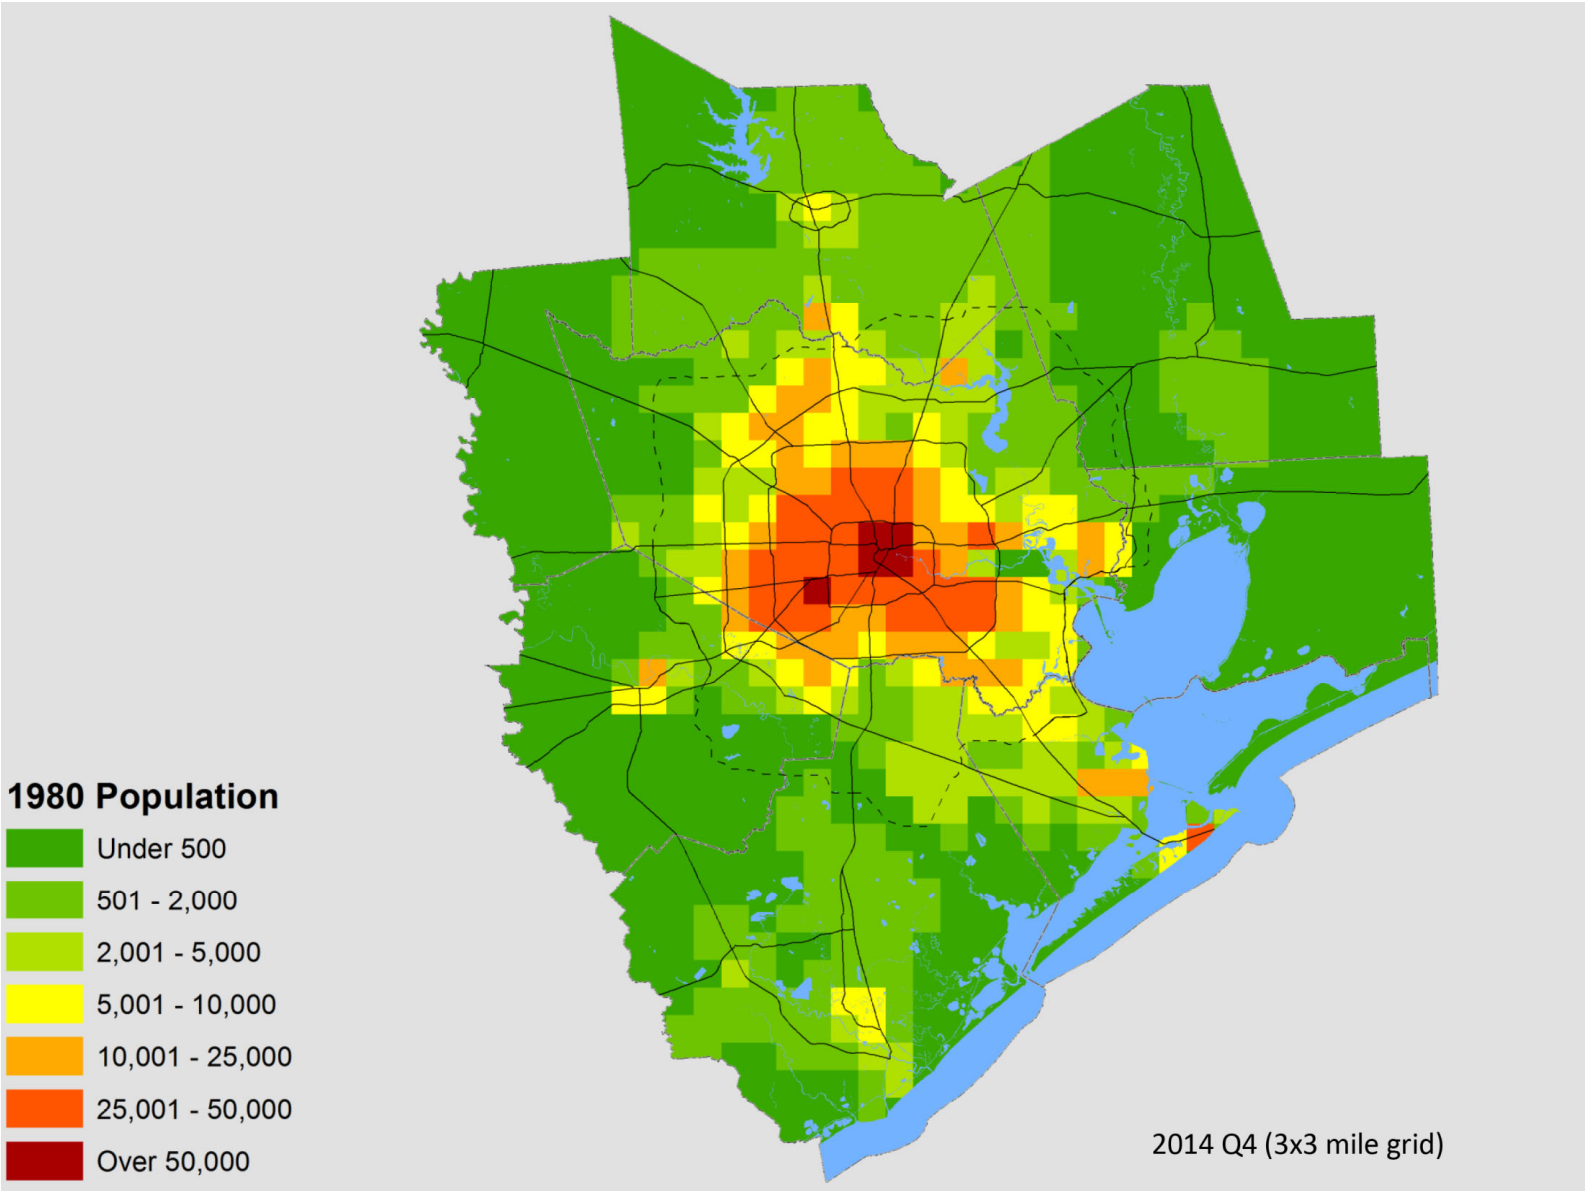 1980 Population
Under 500
501 - 2,000
2,001 - 5,000
5,001 - 10,000
10,001 - 25,000
25,001 - 50,000
Over 50,000
2014 Q4 (3x3 mile grid)